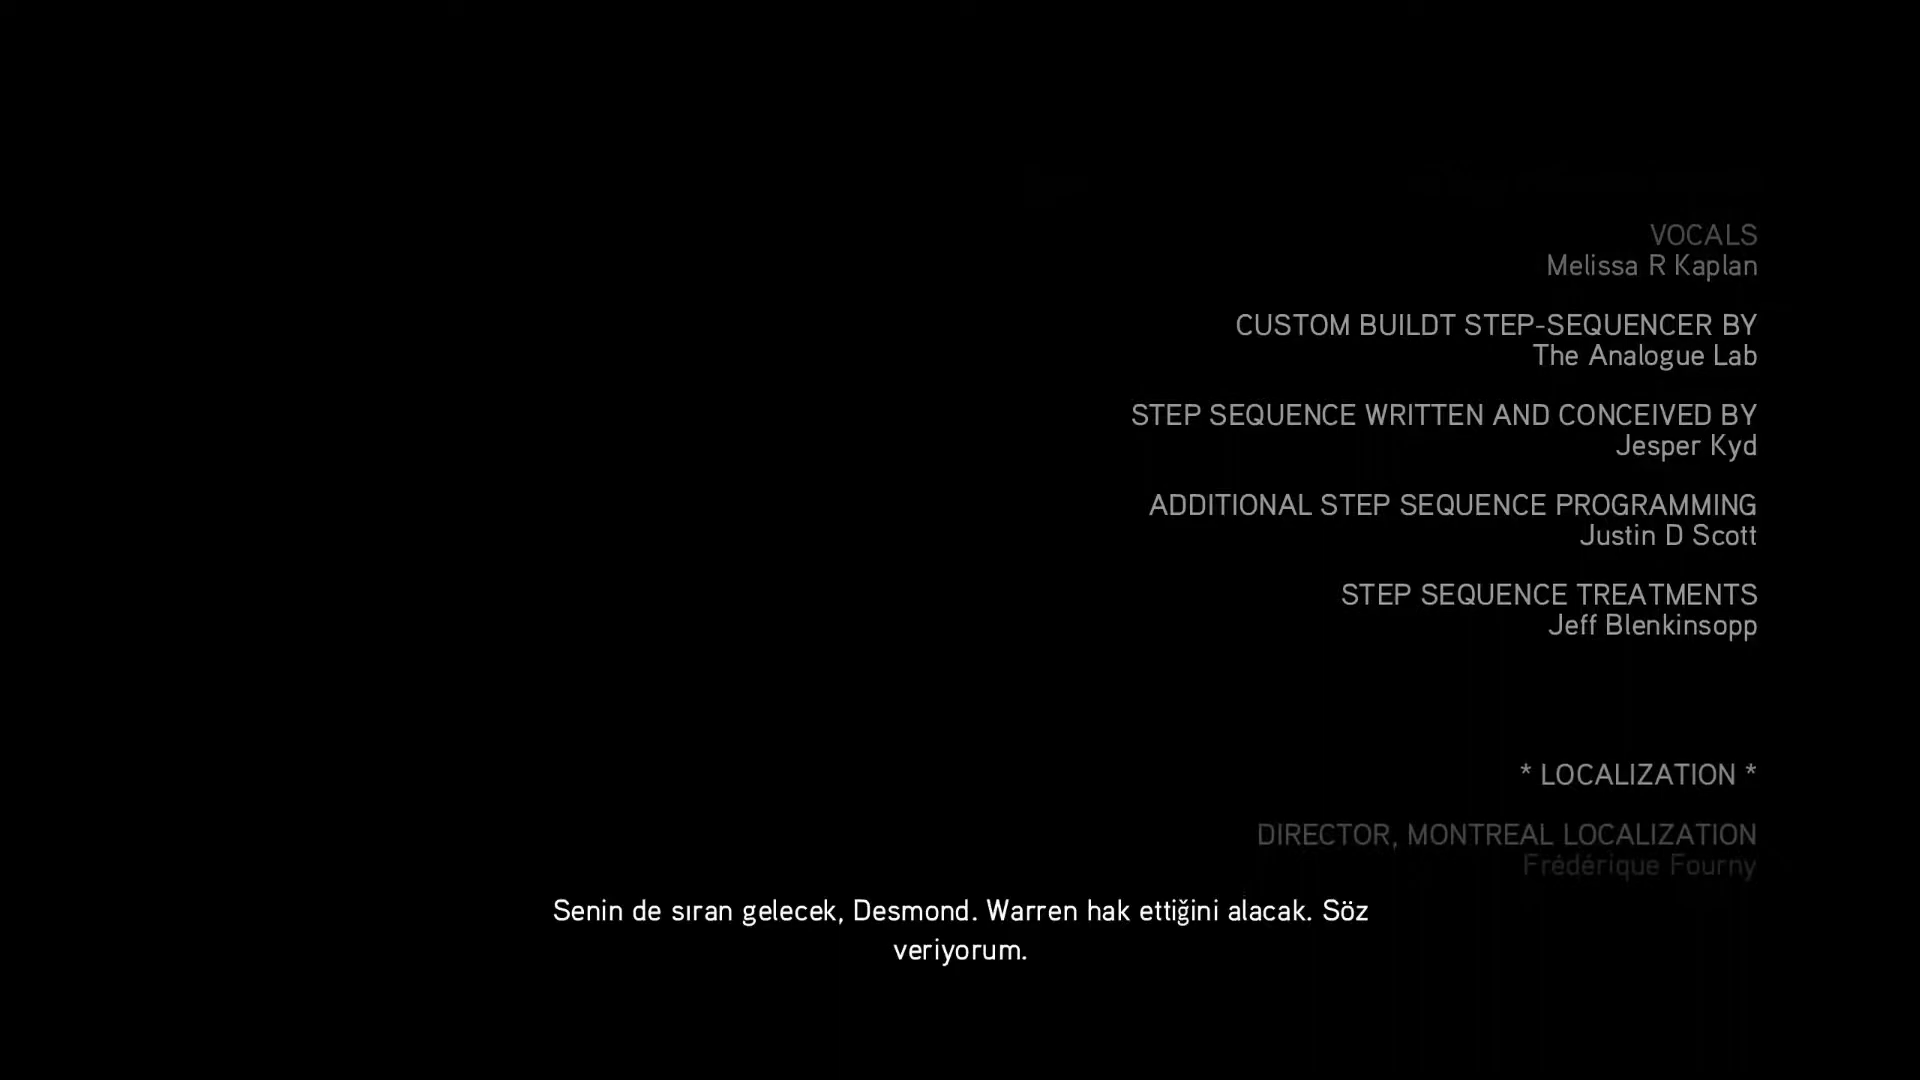 VOCALS
Melissa R Kaplan
CUSTOM BUILDT STEP-SEQUENCER BY
The Analogue Lab
STEP SEQUENCE WRITTEN AND CONCEIVED BY
Jesper Kyd
ADDITIONAL STEP SEQUENCE PROGRAMMING
Justin D Scott
STEP SEQUENCE TREATMENTS
Jeff Blenkinsopp
* LOCALIZATION *
DIRECTOR, MONTREAL LOCALIZATION
Frédérique Fourny
Senin de sıran gelecek, Desmond. Warren hak ettiğini alacak. Söz
veriyorum.